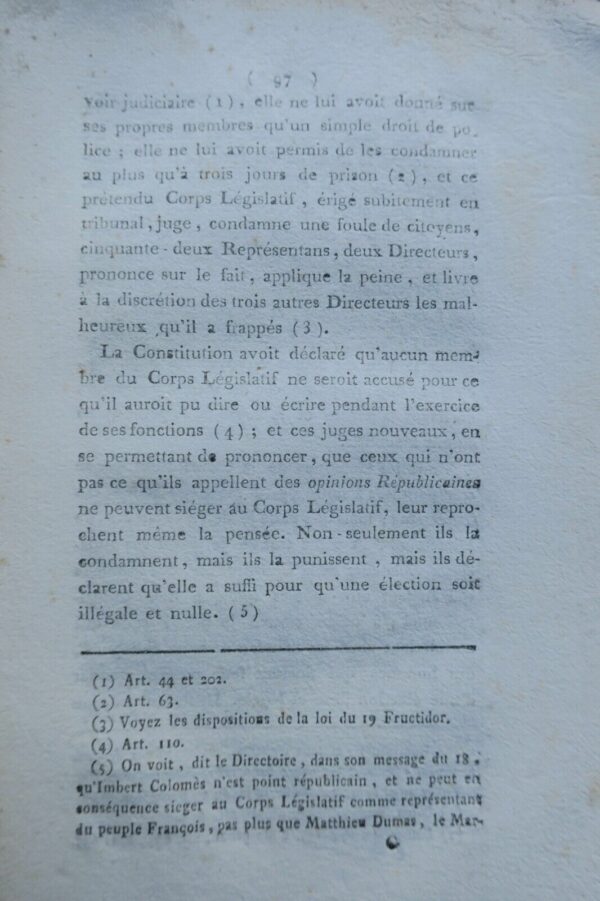 ( 97 )
voir judiciaire (1), elle ne lui avoit donné sur
ses propres membres qu'un simple droit de po-
lice ; elle ne lui avoit permis de les condamner
au plus qu'à trois jours de prison (2), et ce
prétendu Corps Législatif, érigé subitement en
tribunal, juge, condamne une foule de citoyens,
cinquante-deux Représentans, deux Directeurs,
prononce sur le fait, applique la peine, et livre
à la discrétion des trois autres Directeurs les mal-
heureux qu'il a frappés (3).
La Constitution avoit déclaré qu'aucun mem-
bre du Corps Législatif ne seroit accusé pour ce
qu'il auroit pu dire ou écrire pendant l'exercice
de ses fonctions (4) ; et ces juges nouveaux, en
se permettant de prononcer, que ceux qui n'ont
pas ce qu'ils appellent des opinions Républicaines
ne peuvent siéger au Corps Législatif, leur repro-
chent même la pensée. Non-seulement ils la
condamnent, mais ils la punissent, mais ils dé-
clarent qu'elle a suffi pour qu'une élection soit
illégale et nulle. (5)
(1) Art. 44 et 202.
(2) Art. 63.
(3) Voyez les dispositions de la loi du 19 Fructidor.
(4) Art. 110.
(5) On voit, dit le Directoire, dans son message du 18,
qu'Imbert Colomès n'est point républicain, et ne peut en
conséquence sieger au Corps Législatif comme représentant
du peuple François, pas plus que Matthieu Dumas, le Mar-
G